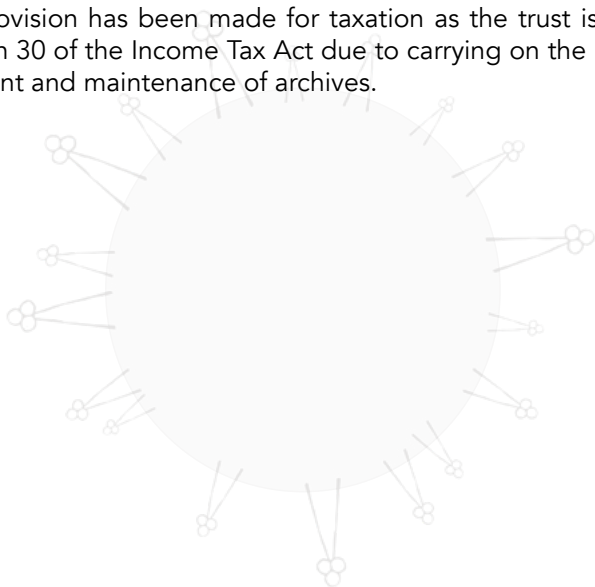 ovision has been made for taxation as the trust is
n 30 of the Income Tax Act due to carrying on the
nt and maintenance of archives.